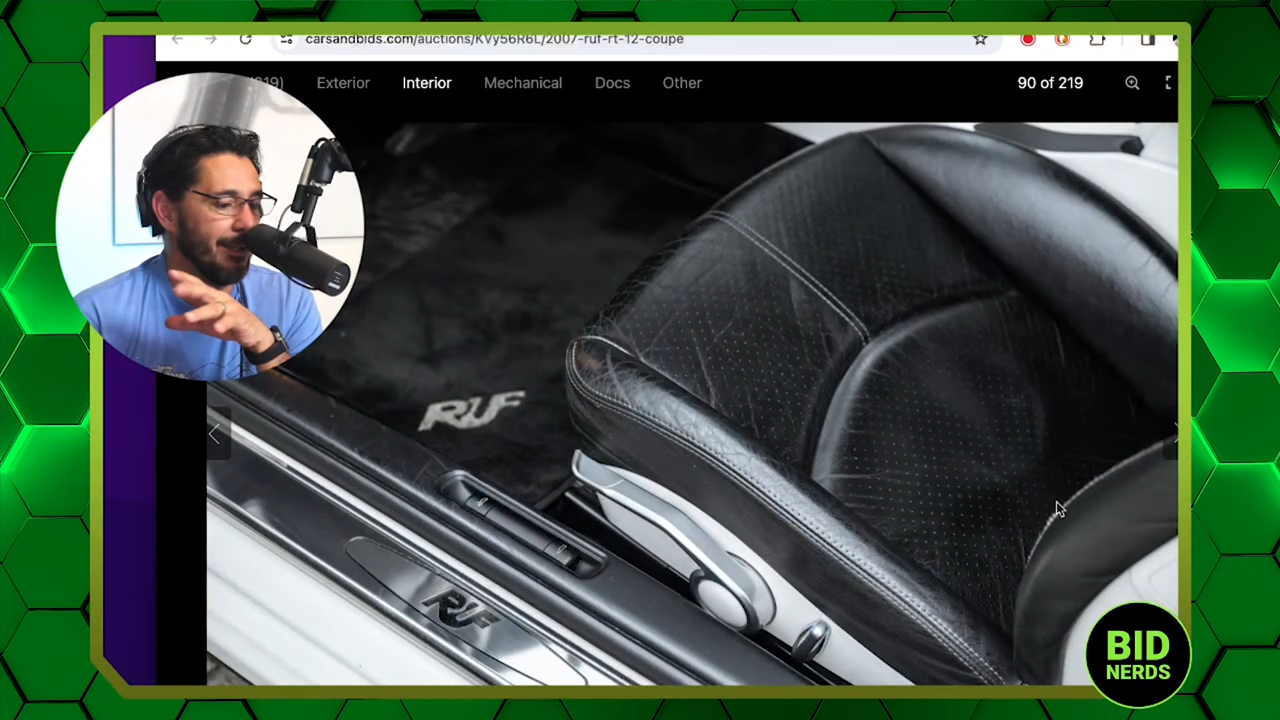 carsandbids.com/auctions/KVy56R6L/2007-ruf-rt-12-coupe
Exterior Interior Mechanical Docs Other 90 of 219
RUF
RUF
BID
NERDS